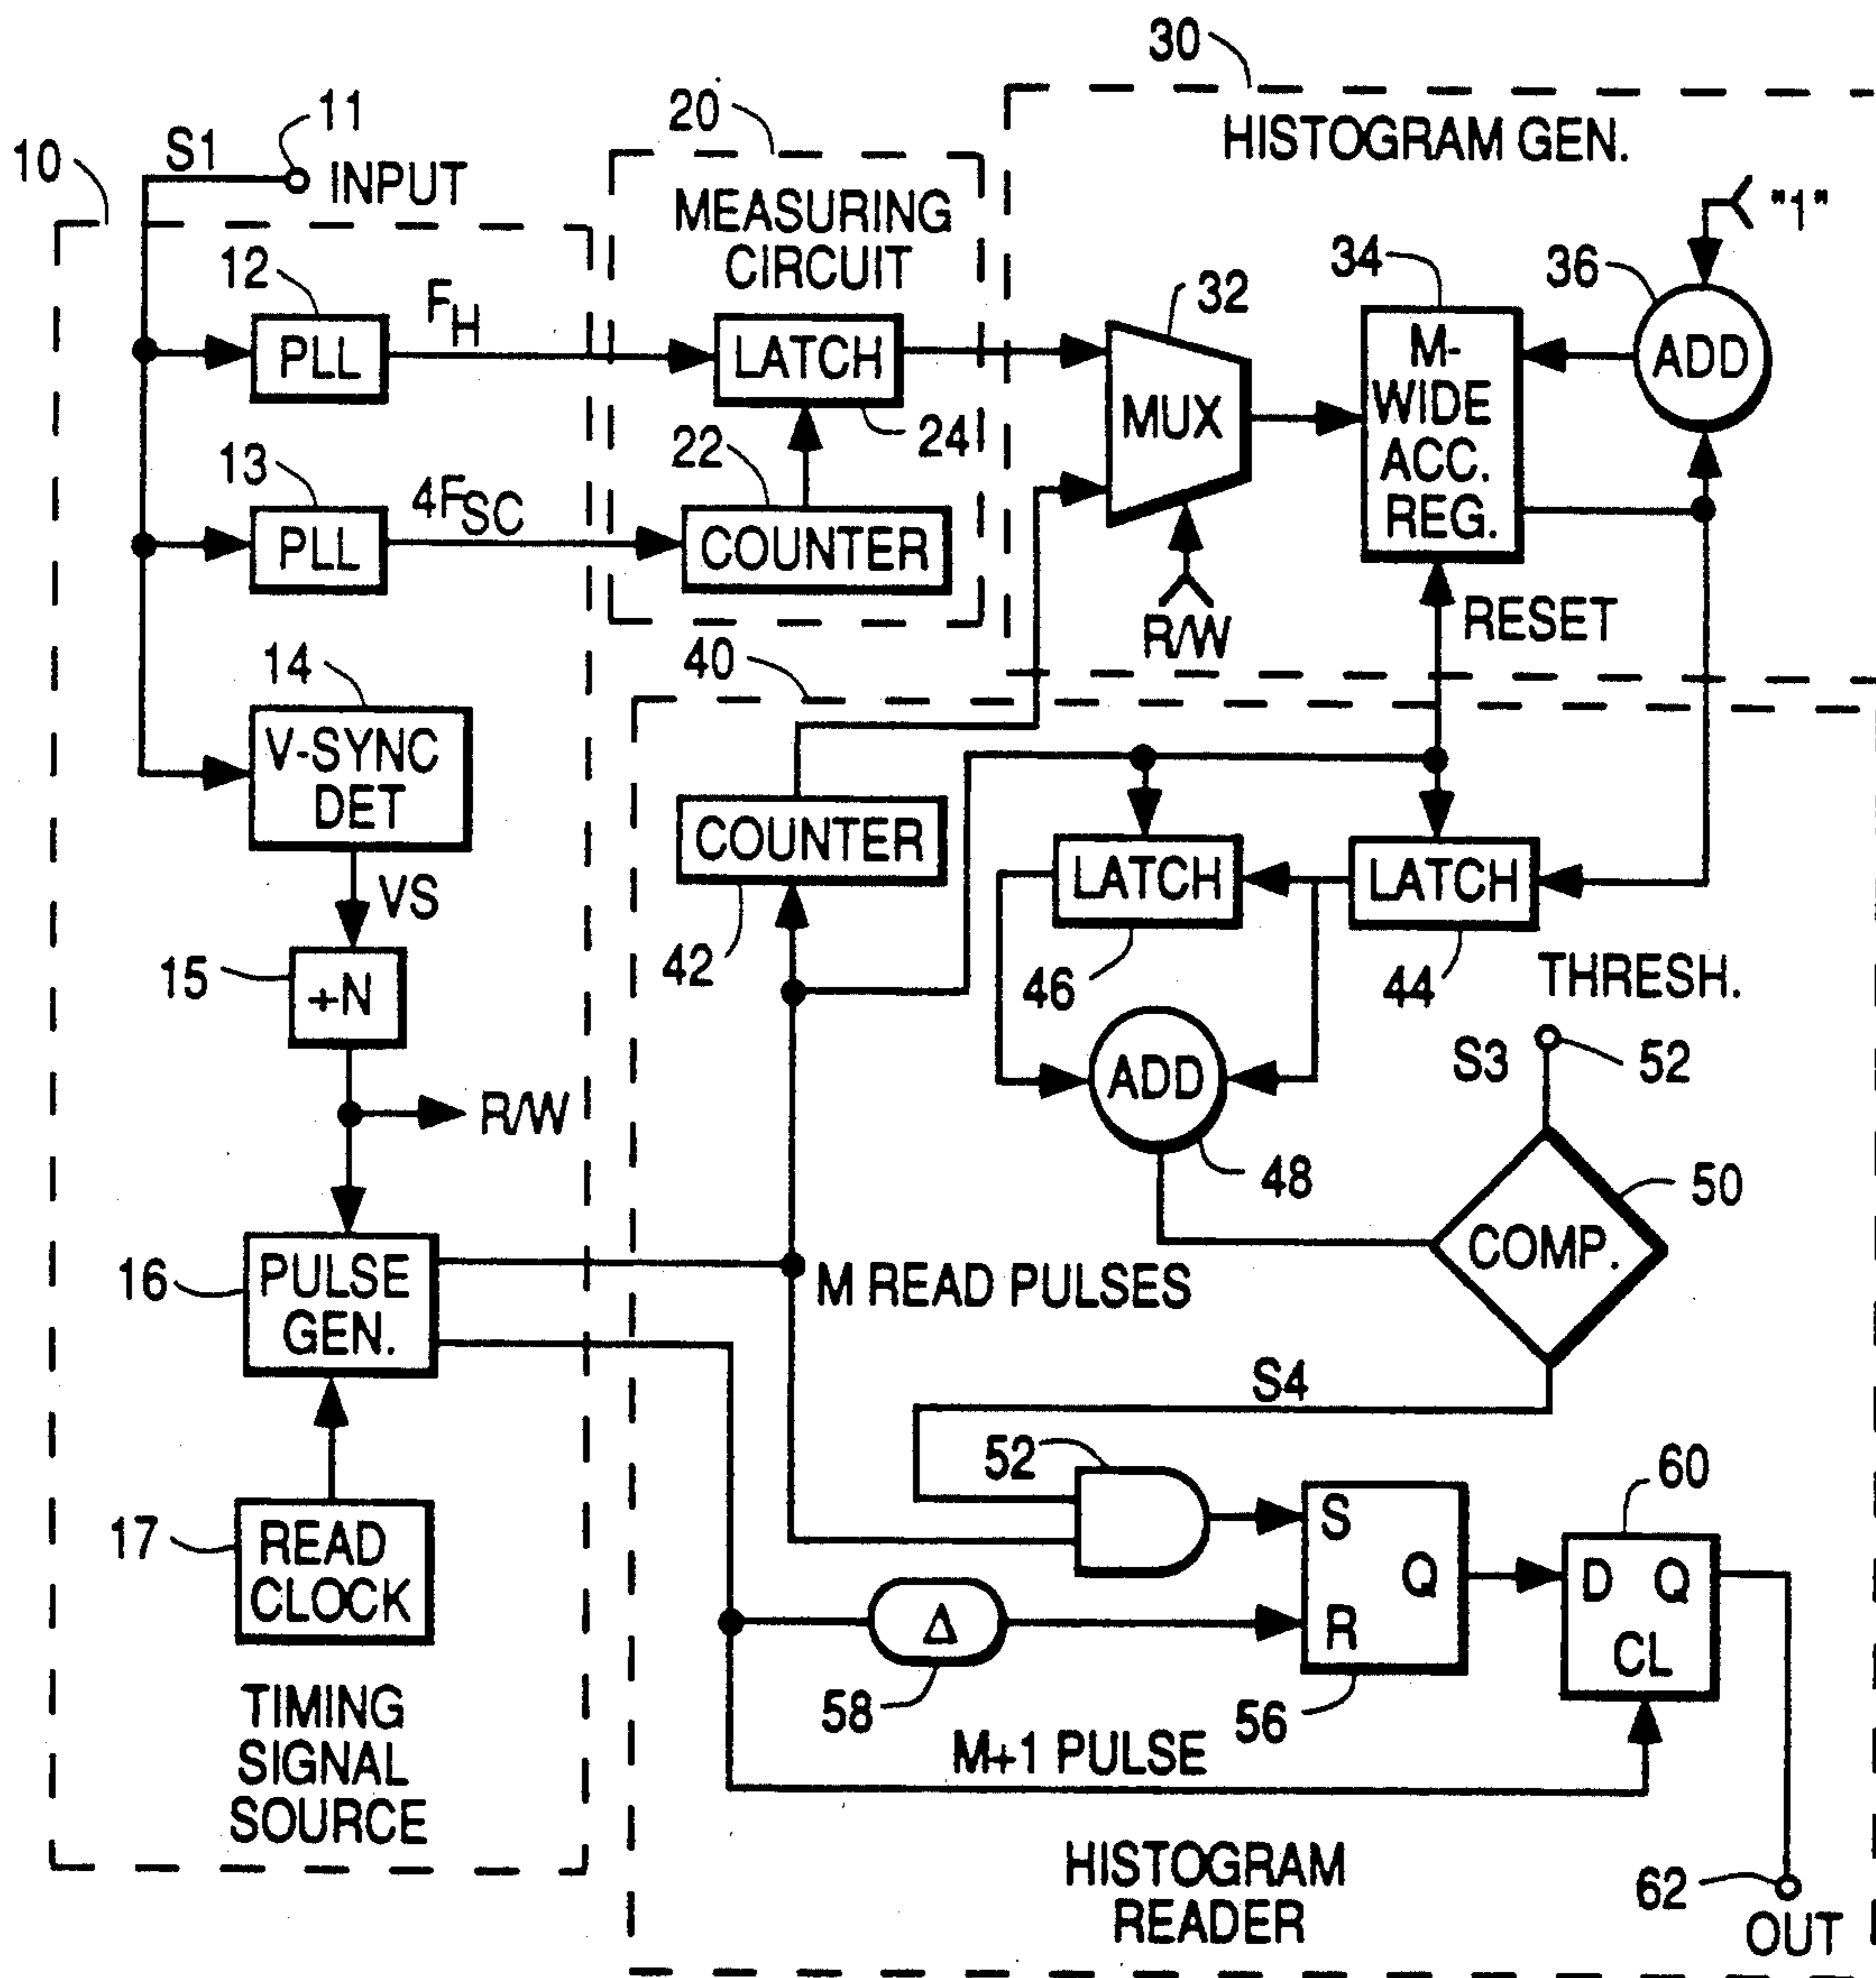 30
11
S1
INPUT
10
20
HISTOGRAM GEN.
MEASURING
CIRCUIT
"1"
12
FH
32
34
36
PLL
LATCH
MUX
M-
WIDE
ACC.
REG.
ADD
13
4FSC
22
24
PLL
COUNTER
R/W
RESET
14
40
V-SYNC
DET
COUNTER
LATCH
LATCH
VS
15
+N
42
46
44
THRESH.
ADD
S3
52
R/W
48
50
16
PULSE
GEN.
M READ PULSES
COMP.
S4
52
60
17
READ
CLOCK
S
Q
R
D Q
CL
Δ
58
56
M+1 PULSE
TIMING
SIGNAL
SOURCE
HISTOGRAM
READER
62
OUT